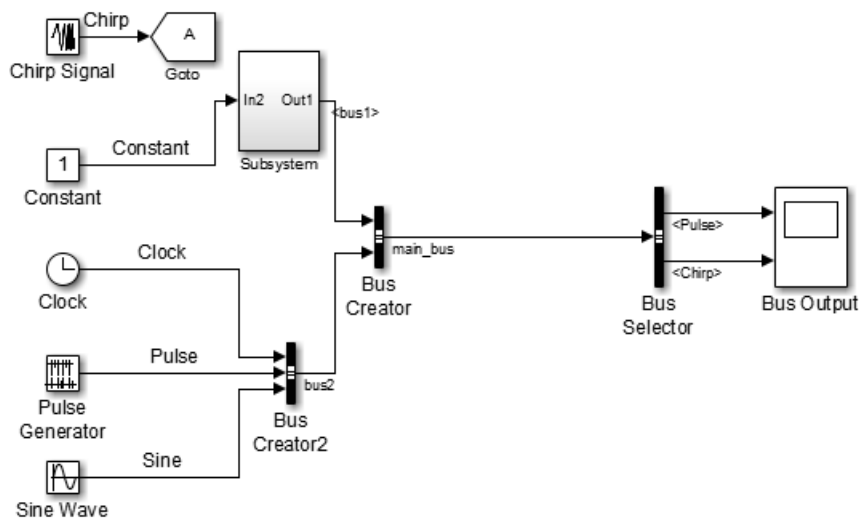 Chirp
A
Chirp Signal
Goto
In2
Out1
<bus1>
Constant
Subsystem
1
Constant
<Pulse>
main_bus
<Chirp>
Clock
Clock
Bus
Creator
Bus
Selector
Bus Output
Pulse
bus2
Pulse
Generator
Bus
Creator2
Sine
Sine Wave